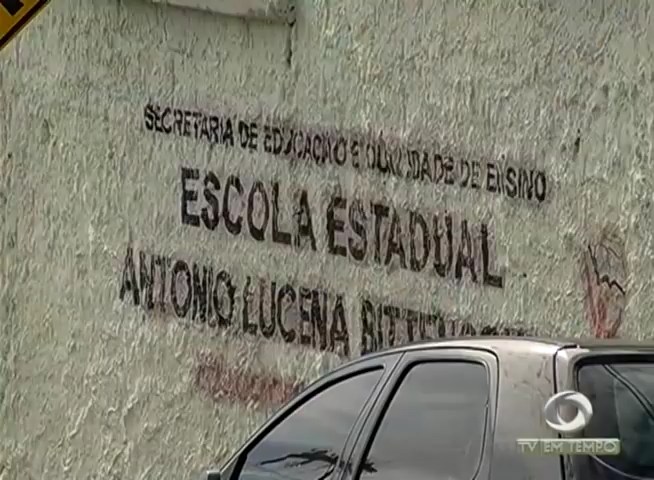 SECRETARIA DE EDUCAÇÃO E QUALIDADE DE ENSINO
ESCOLA ESTADUAL
ANTONIO LUCENA
TV EM TEMPO